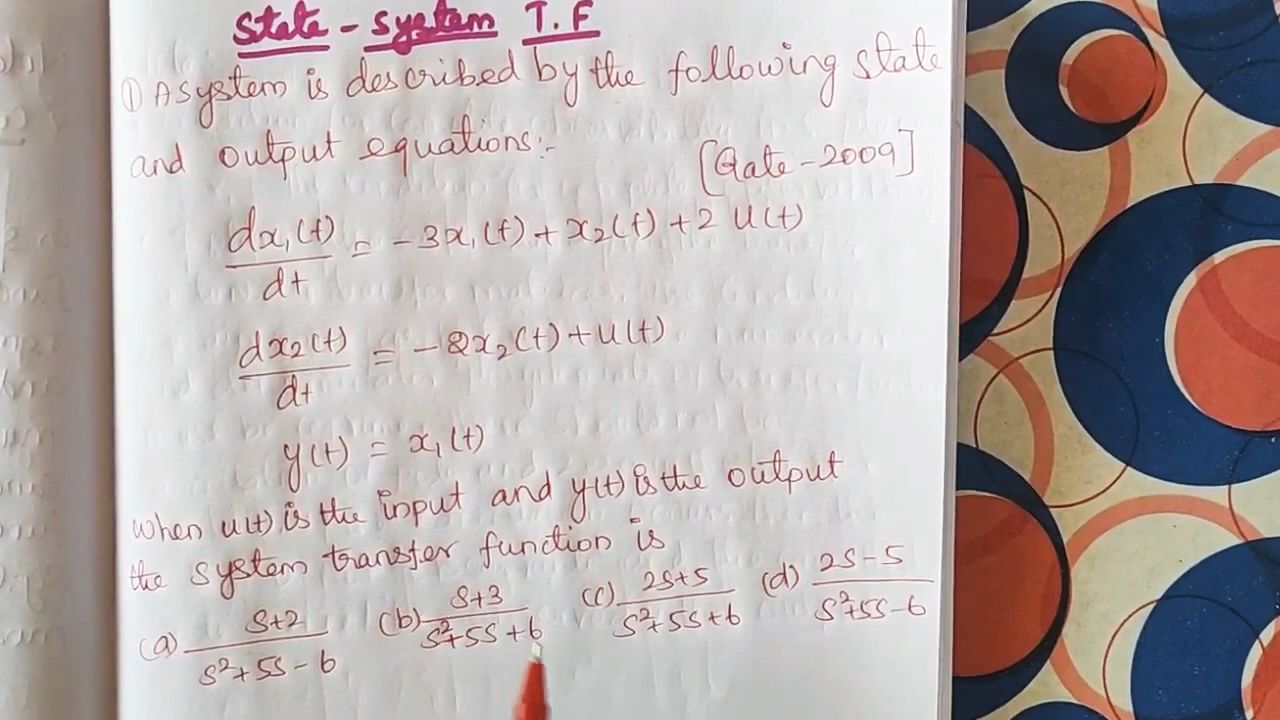 State - system T.F
① A system is described by the following state
and output equations:-
[Gate - 2009]
dx₁(t)/dt = -3x₁(t) + x₂(t) + 2 u(t)
dx₂(t)/dt = -2x₂(t) + u(t)
y(t) = x₁(t)
when u(t) is the input and y(t) is the output
the system transfer function is
(a) S+2/S²+5S-6 (b) S+3/S²+5S+6 (c) 2S+5/S²+5S+6 (d) 2S-5/S²+5S-6